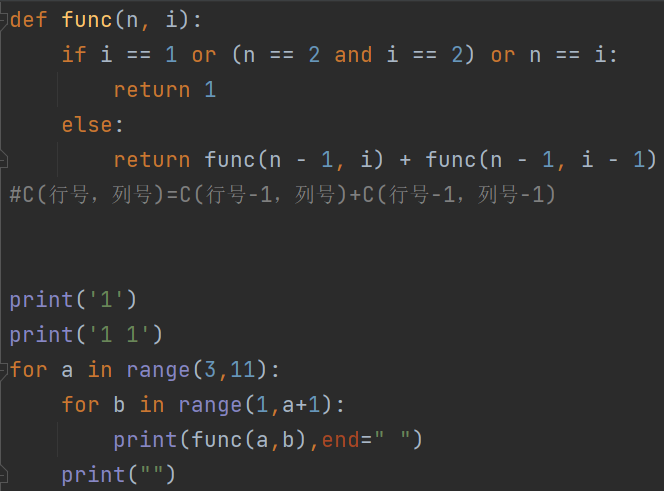 def func(n, i):
    if i == 1 or (n == 2 and i == 2) or n == i:
        return 1
    else:
        return func(n - 1, i) + func(n - 1, i - 1)
#C(行号，列号)=C(行号-1，列号)+C(行号-1，列号-1)
print('1')
print('1 1')
for a in range(3,11):
    for b in range(1,a+1):
        print(func(a,b),end=" ")
    print("")